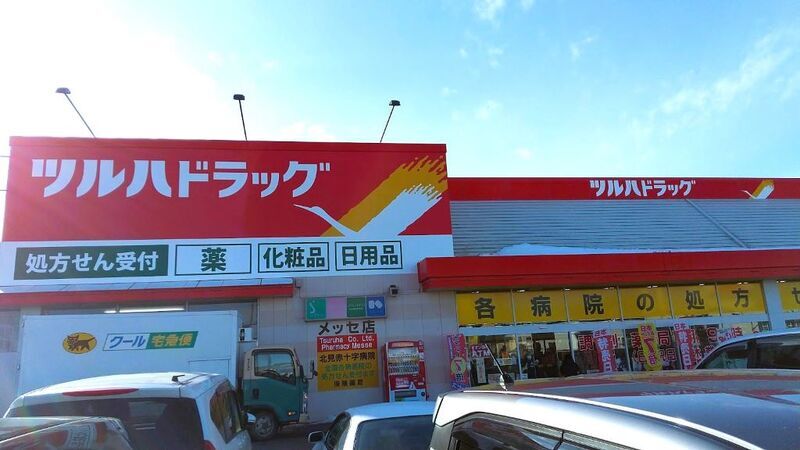 ツルハドラッグ
ツルハドラッグ
処方せん受付
薬
化粧品
日用品
各病院の処方せ
メッセ店
Tsuruha Co. Ltd.
Pharmacy Messe
北見赤十字病院
クール宅急便
ATM